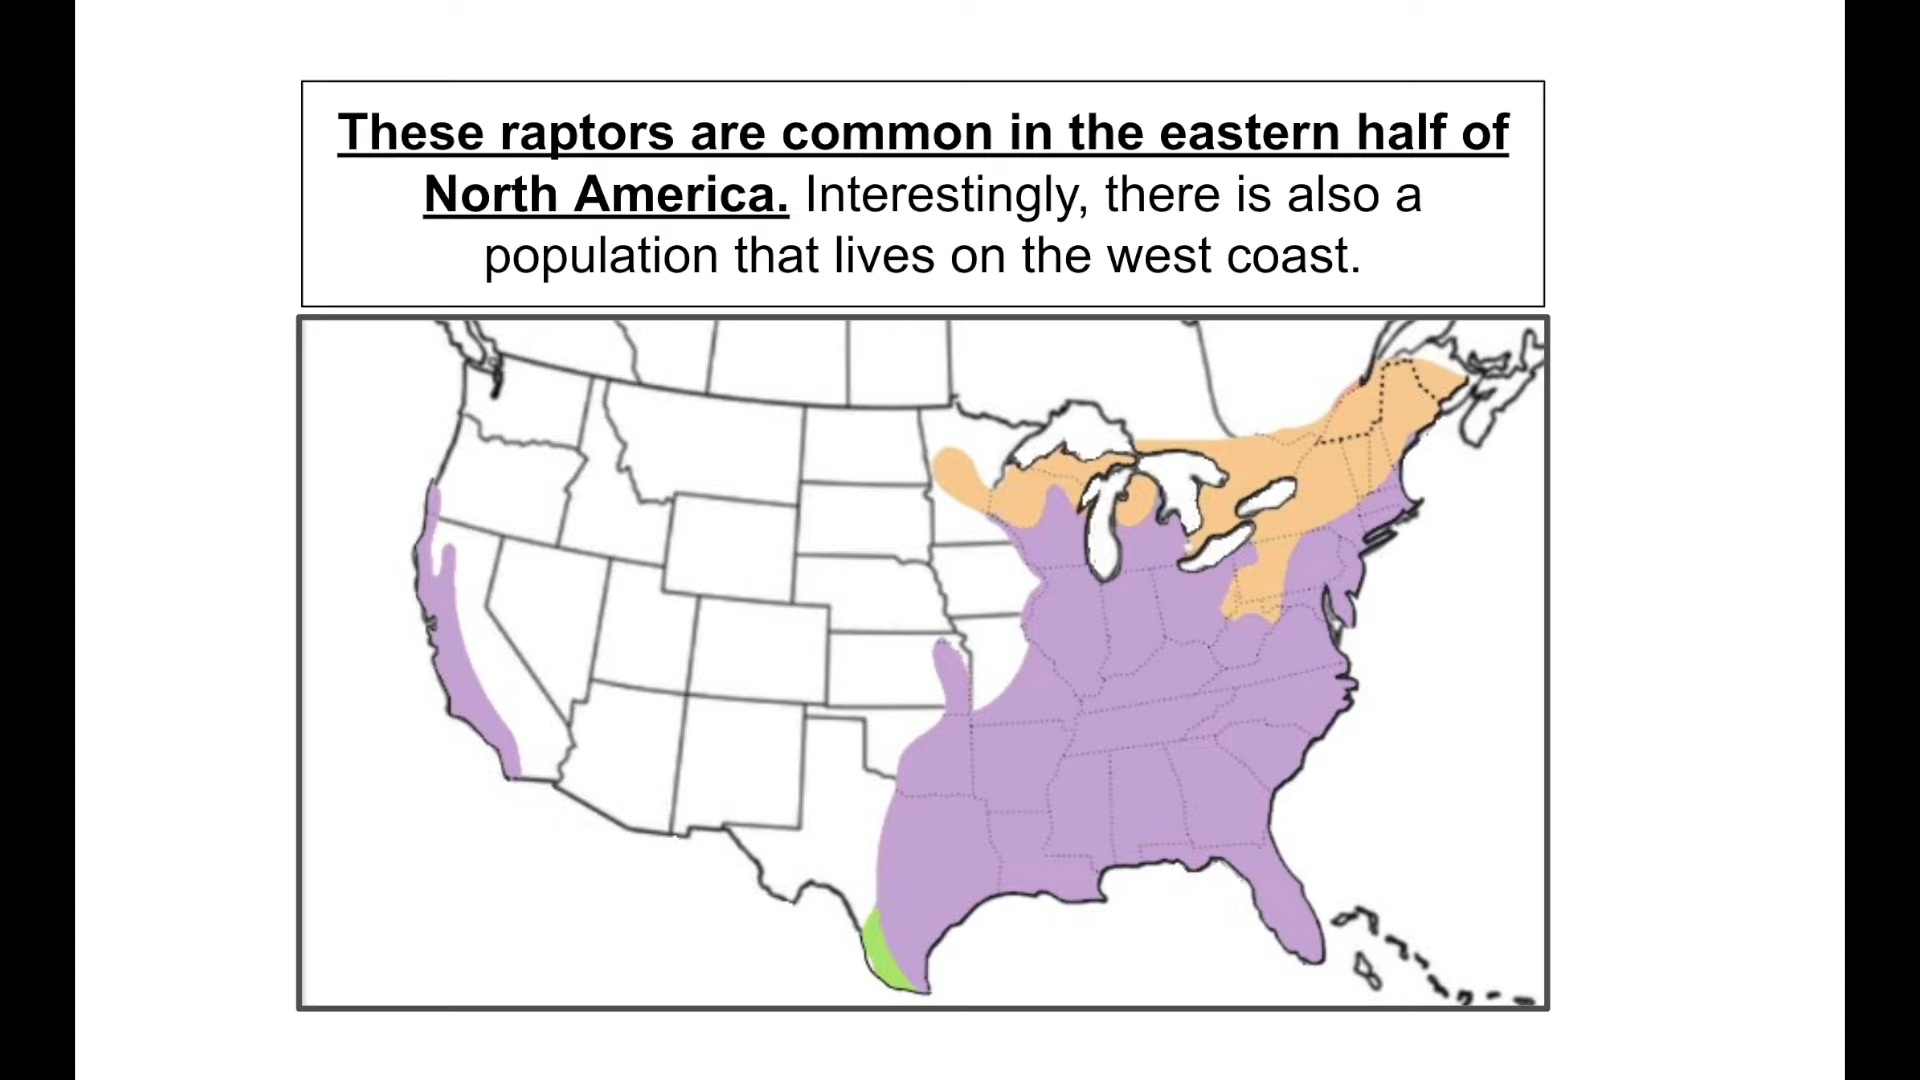 These raptors are common in the eastern half of
North America. Interestingly, there is also a
population that lives on the west coast.